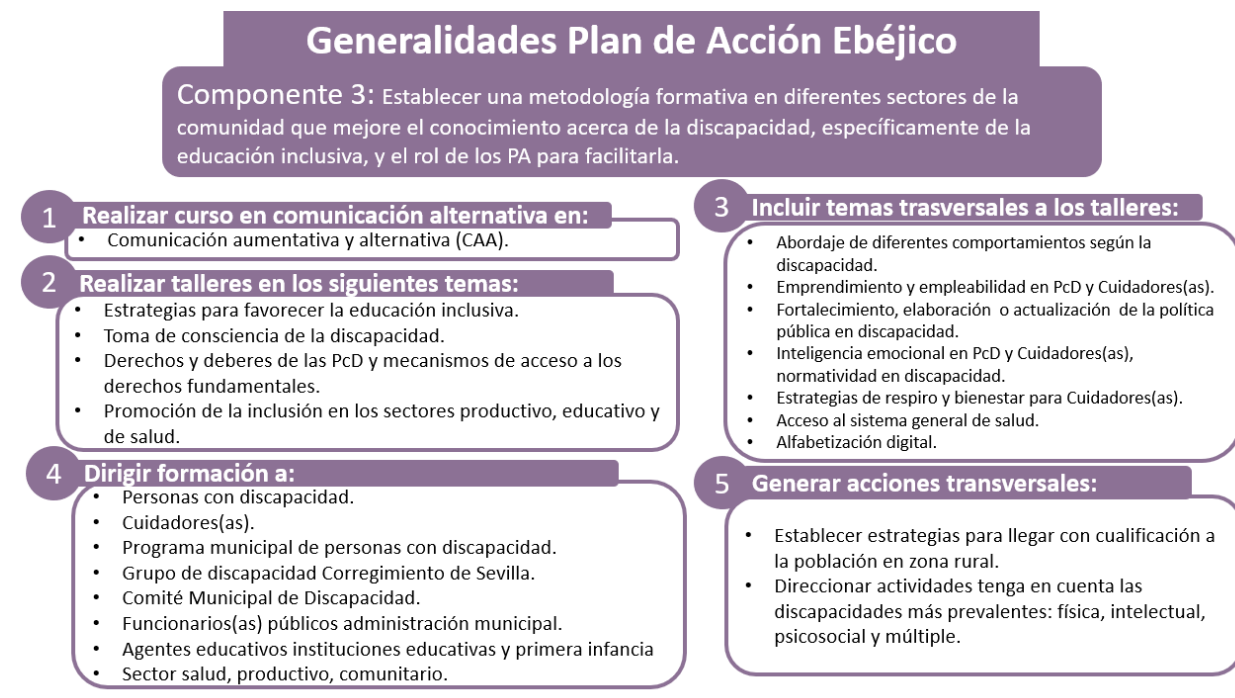 Generalidades Plan de Acción Ebéjico
Componente 3: Establecer una metodología formativa en diferentes sectores de la
comunidad que mejore el conocimiento acerca de la discapacidad, específicamente de la
educación inclusiva, y el rol de los PA para facilitarla.
1 Realizar curso en comunicación alternativa en:
• Comunicación aumentativa y alternativa (CAA).
2 Realizar talleres en los siguientes temas:
• Estrategias para favorecer la educación inclusiva.
• Toma de consciencia de la discapacidad.
• Derechos y deberes de las PcD y mecanismos de acceso a los
derechos fundamentales.
• Promoción de la inclusión en los sectores productivo, educativo y
de salud.
3 Incluir temas trasversales a los talleres:
• Abordaje de diferentes comportamientos según la
discapacidad.
• Emprendimiento y empleabilidad en PcD y Cuidadores(as).
• Fortalecimiento, elaboración o actualización de la política
pública en discapacidad.
• Inteligencia emocional en PcD y Cuidadores(as),
normatividad en discapacidad.
• Estrategias de respiro y bienestar para Cuidadores(as).
• Acceso al sistema general de salud.
• Alfabetización digital.
4 Dirigir formación a:
• Personas con discapacidad.
• Cuidadores(as).
• Programa municipal de personas con discapacidad.
• Grupo de discapacidad Corregimiento de Sevilla.
• Comité Municipal de Discapacidad.
• Funcionarios(as) públicos administración municipal.
• Agentes educativos instituciones educativas y primera infancia
• Sector salud, productivo, comunitario.
5 Generar acciones transversales:
• Establecer estrategias para llegar con cualificación a
la población en zona rural.
• Direccionar actividades tenga en cuenta las
discapacidades más prevalentes: física, intelectual,
psicosocial y múltiple.